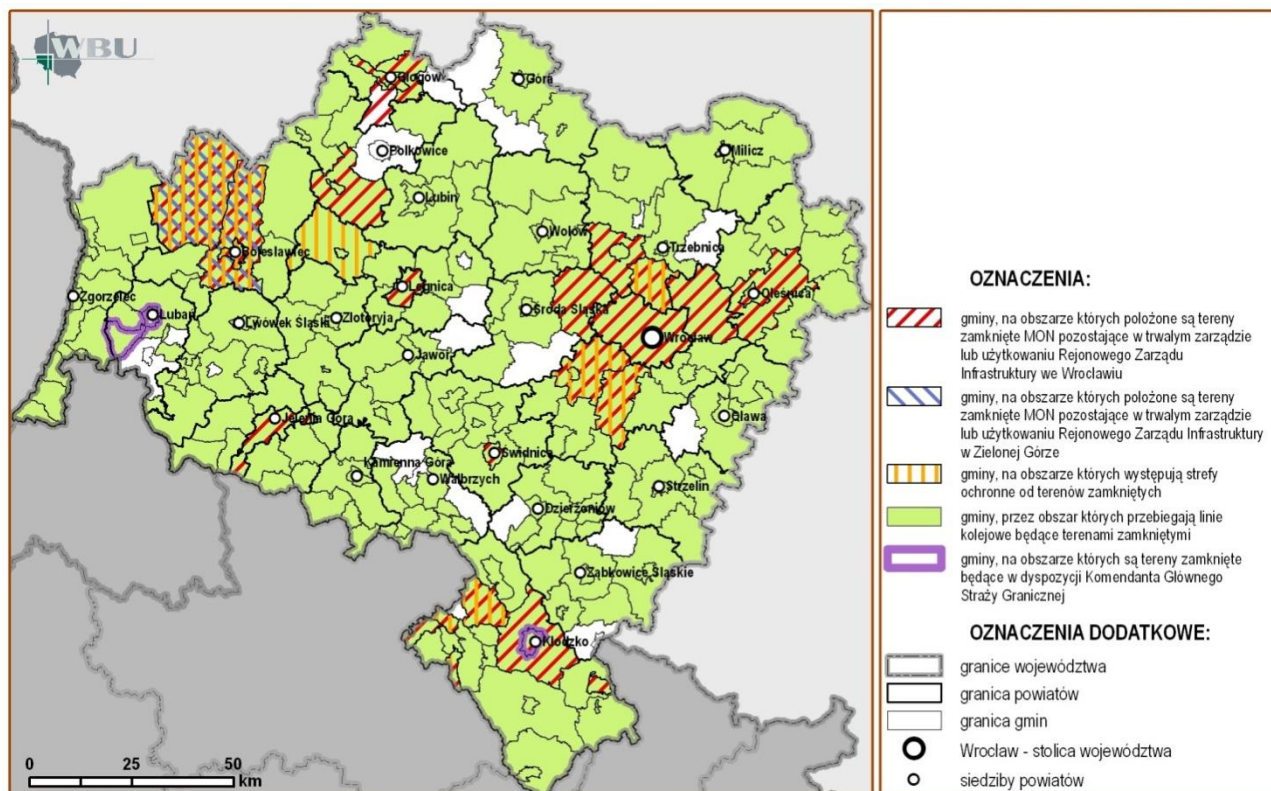 WBU
Głogów
Góra
Polkowice
Milicz
Lubin
Wołów
Trzebnica
Bolesławiec
Legnica
Oleśnica
Zgorzelec
Lubań
Lwówek Śląski
Złotoryja
Środa Śląska
Wrocław
Jawor
Jelenia Góra
Oława
Świdnica
Kamienna Góra
Wałbrzych
Strzelin
Dzierżoniów
Ząbkowice Śląskie
Kłodzko
0 25 50
km
OZNACZENIA:
gminy, na obszarze których położone są tereny
zamknięte MON pozostające w trwałym zarządzie
lub użytkowaniu Rejonowego Zarządu
Infrastruktury we Wrocławiu
gminy, na obszarze których położone są tereny
zamknięte MON pozostające w trwałym zarządzie
lub użytkowaniu Rejonowego Zarządu Infrastruktury
w Zielonej Górze
gminy, na obszarze których występują strefy
ochronne od terenów zamkniętych
gminy, przez obszar których przebiegają linie
kolejowe będące terenami zamkniętymi
gminy, na obszarze których są tereny zamknięte
będące w dyspozycji Komendanta Głównego
Straży Granicznej
OZNACZENIA DODATKOWE:
granice województwa
granica powiatów
granica gmin
Wrocław - stolica województwa
siedziby powiatów